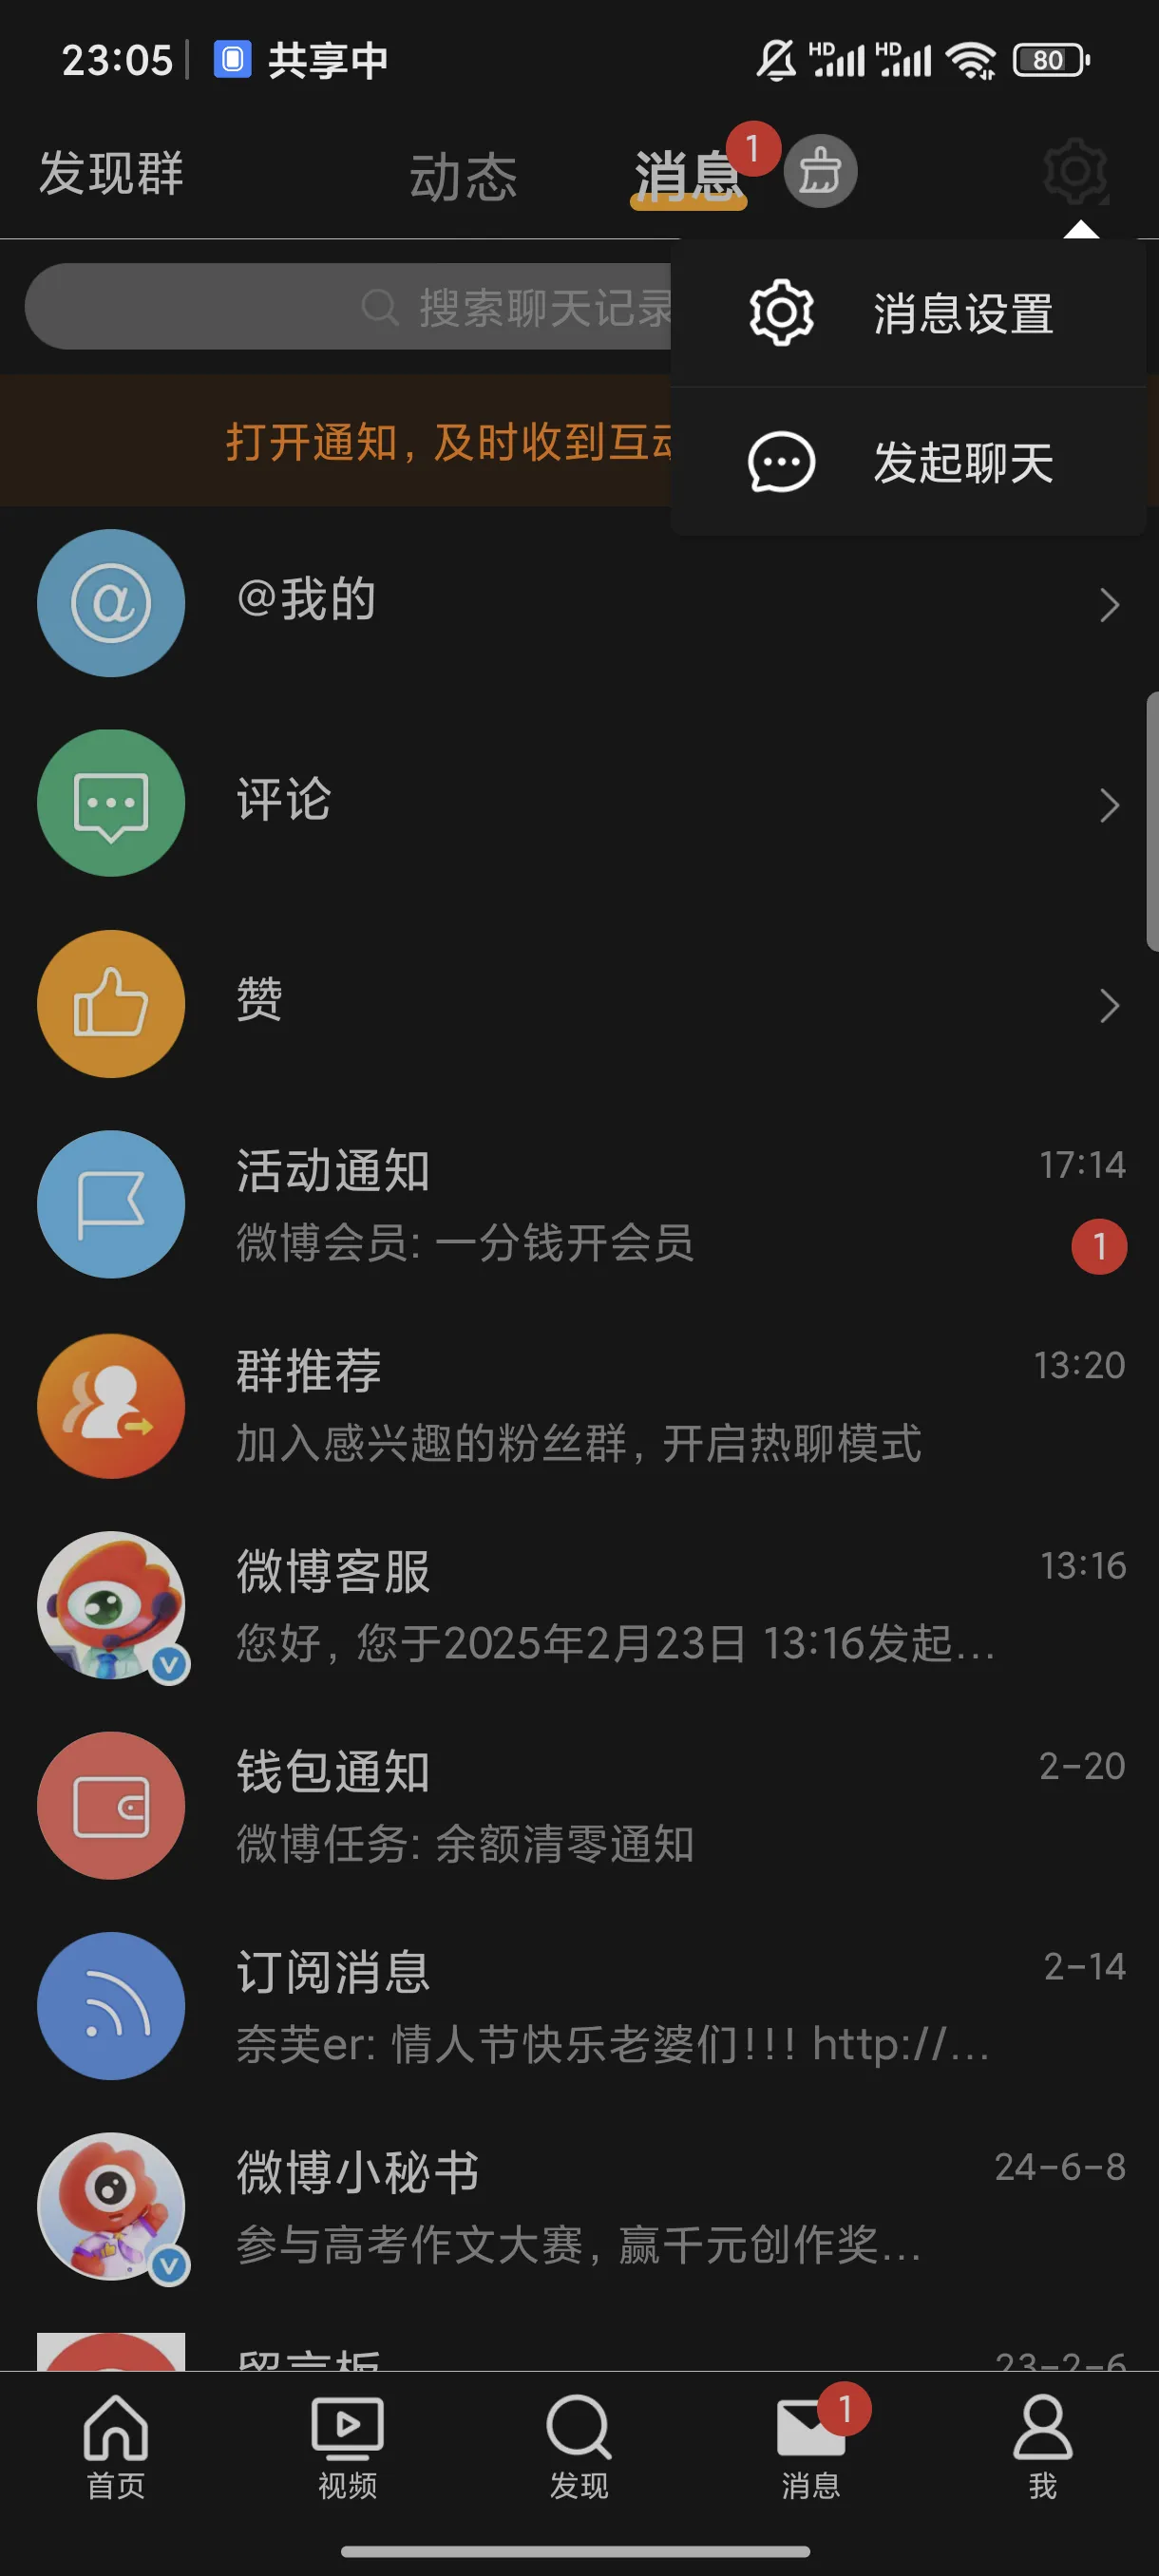 23:05
共享中
HD
HD
80
发现群
动态
消息
1
消息设置
搜索聊天记录
打开通知，及时收到互动
发起聊天
@我的
评论
赞
活动通知
17:14
微博会员: 一分钱开会员
1
群推荐
13:20
加入感兴趣的粉丝群，开启热聊模式
微博客服
13:16
您好，您于2025年2月23日 13:16发起...
钱包通知
2-20
微博任务: 余额清零通知
订阅消息
2-14
奈芙er: 情人节快乐老婆们!!! http://...
微博小秘书
24-6-8
参与高考作文大赛，赢千元创作奖...
留言板
23-2-6
首页
视频
发现
消息
1
我